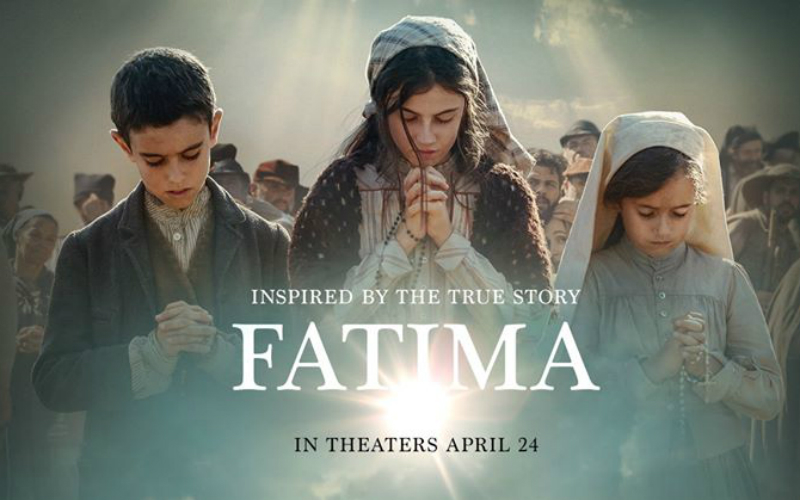 INSPIRED BY THE TRUE STORY
FATIMA
IN THEATERS APRIL 24